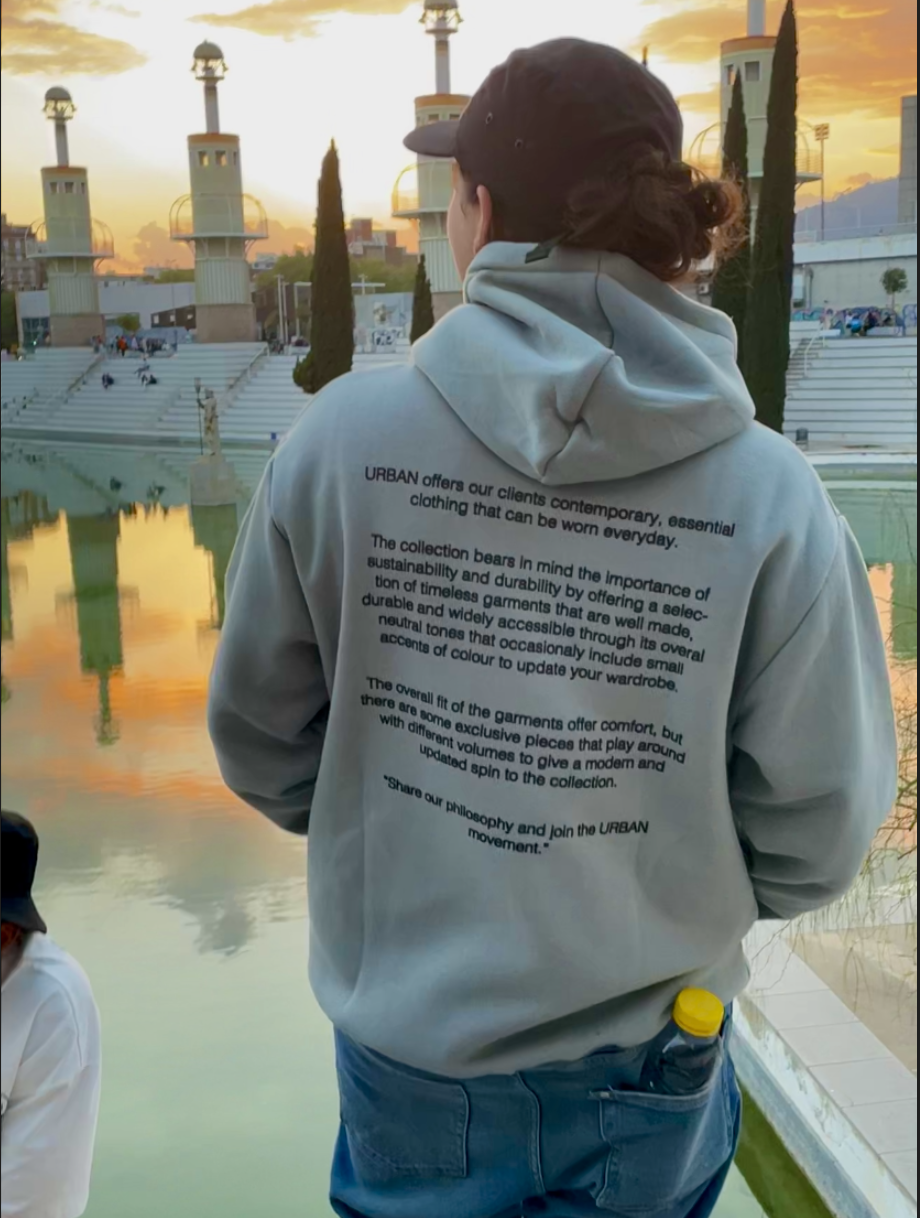 URBAN offers our clients contemporary, essential
clothing that can be worn everyday.
The collection bears in mind the importance of
sustainability and durability by offering a selec-
tion of timeless garments that are well made,
durable and widely accessible through its overal
neutral tones that occasionaly include small
accents of colour to update your wardrobe.
The overall fit of the garments offer comfort, but
there are some exclusive pieces that play around
with different volumes to give a modern and
updated spin to the collection.
"Share our philosophy and join the URBAN
movement."